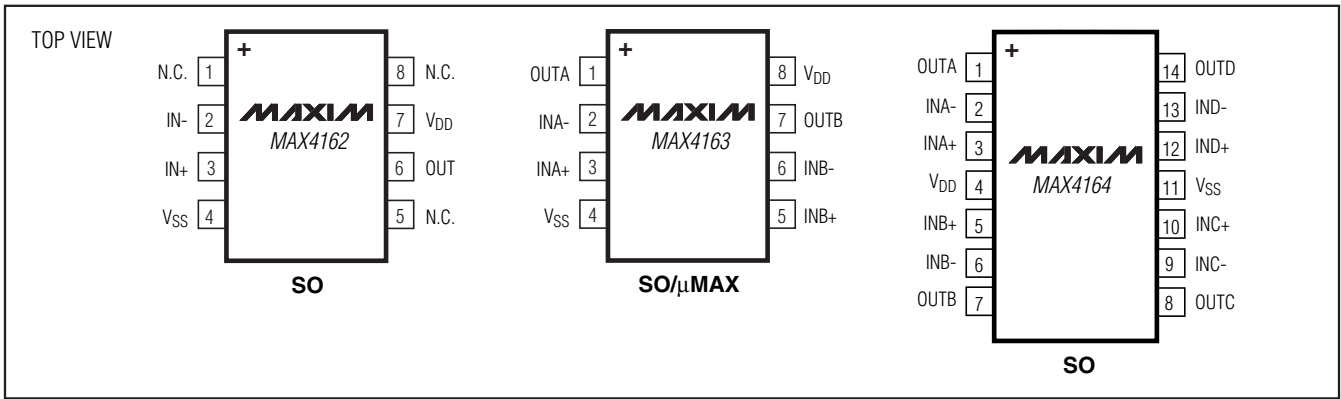 TOP VIEW
+
N.C. 1
IN- 2
IN+ 3
VSS 4
8 N.C.
7 VDD
6 OUT
5 N.C.
MAXIM
MAX4162
SO
+
OUTA 1
INA- 2
INA+ 3
VSS 4
8 VDD
7 OUTB
6 INB-
5 INB+
MAXIM
MAX4163
SO/µMAX
+
OUTA 1
INA- 2
INA+ 3
VDD 4
INB+ 5
INB- 6
OUTB 7
14 OUTD
13 IND-
12 IND+
11 VSS
10 INC+
9 INC-
8 OUTC
MAXIM
MAX4164
SO